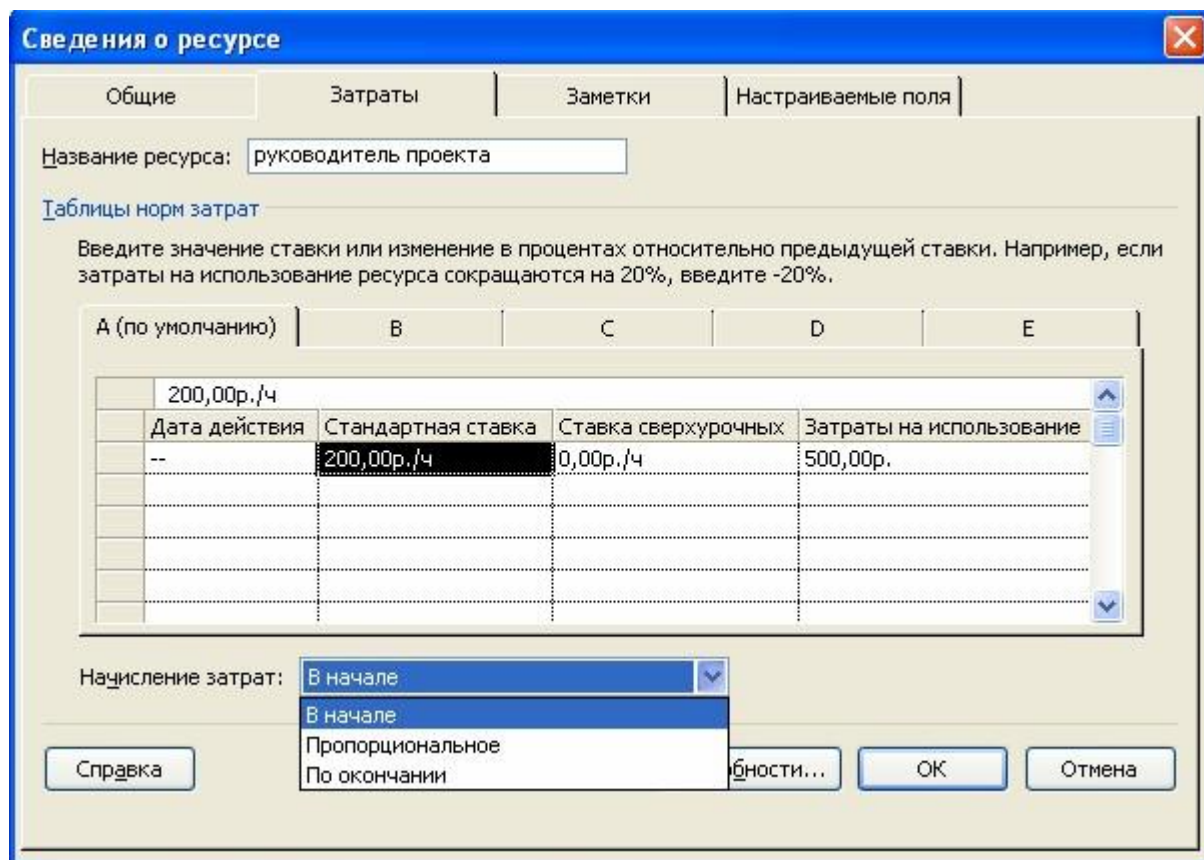 Сведения о ресурсе
Общие Затраты Заметки Настраиваемые поля
Название ресурса: руководитель проекта
Таблицы норм затрат
Введите значение ставки или изменение в процентах относительно предыдущей ставки. Например, если
затраты на использование ресурса сокращаются на 20%, введите -20%.
A (по умолчанию) B C D E
200,00р./ч
Дата действия Стандартная ставка Ставка сверхурочных Затраты на использование
-- 200,00р./ч 0,00р./ч 500,00р.
Начисление затрат: В начале
В начале
Пропорциональное
По окончании
Справка бности... ОК Отмена